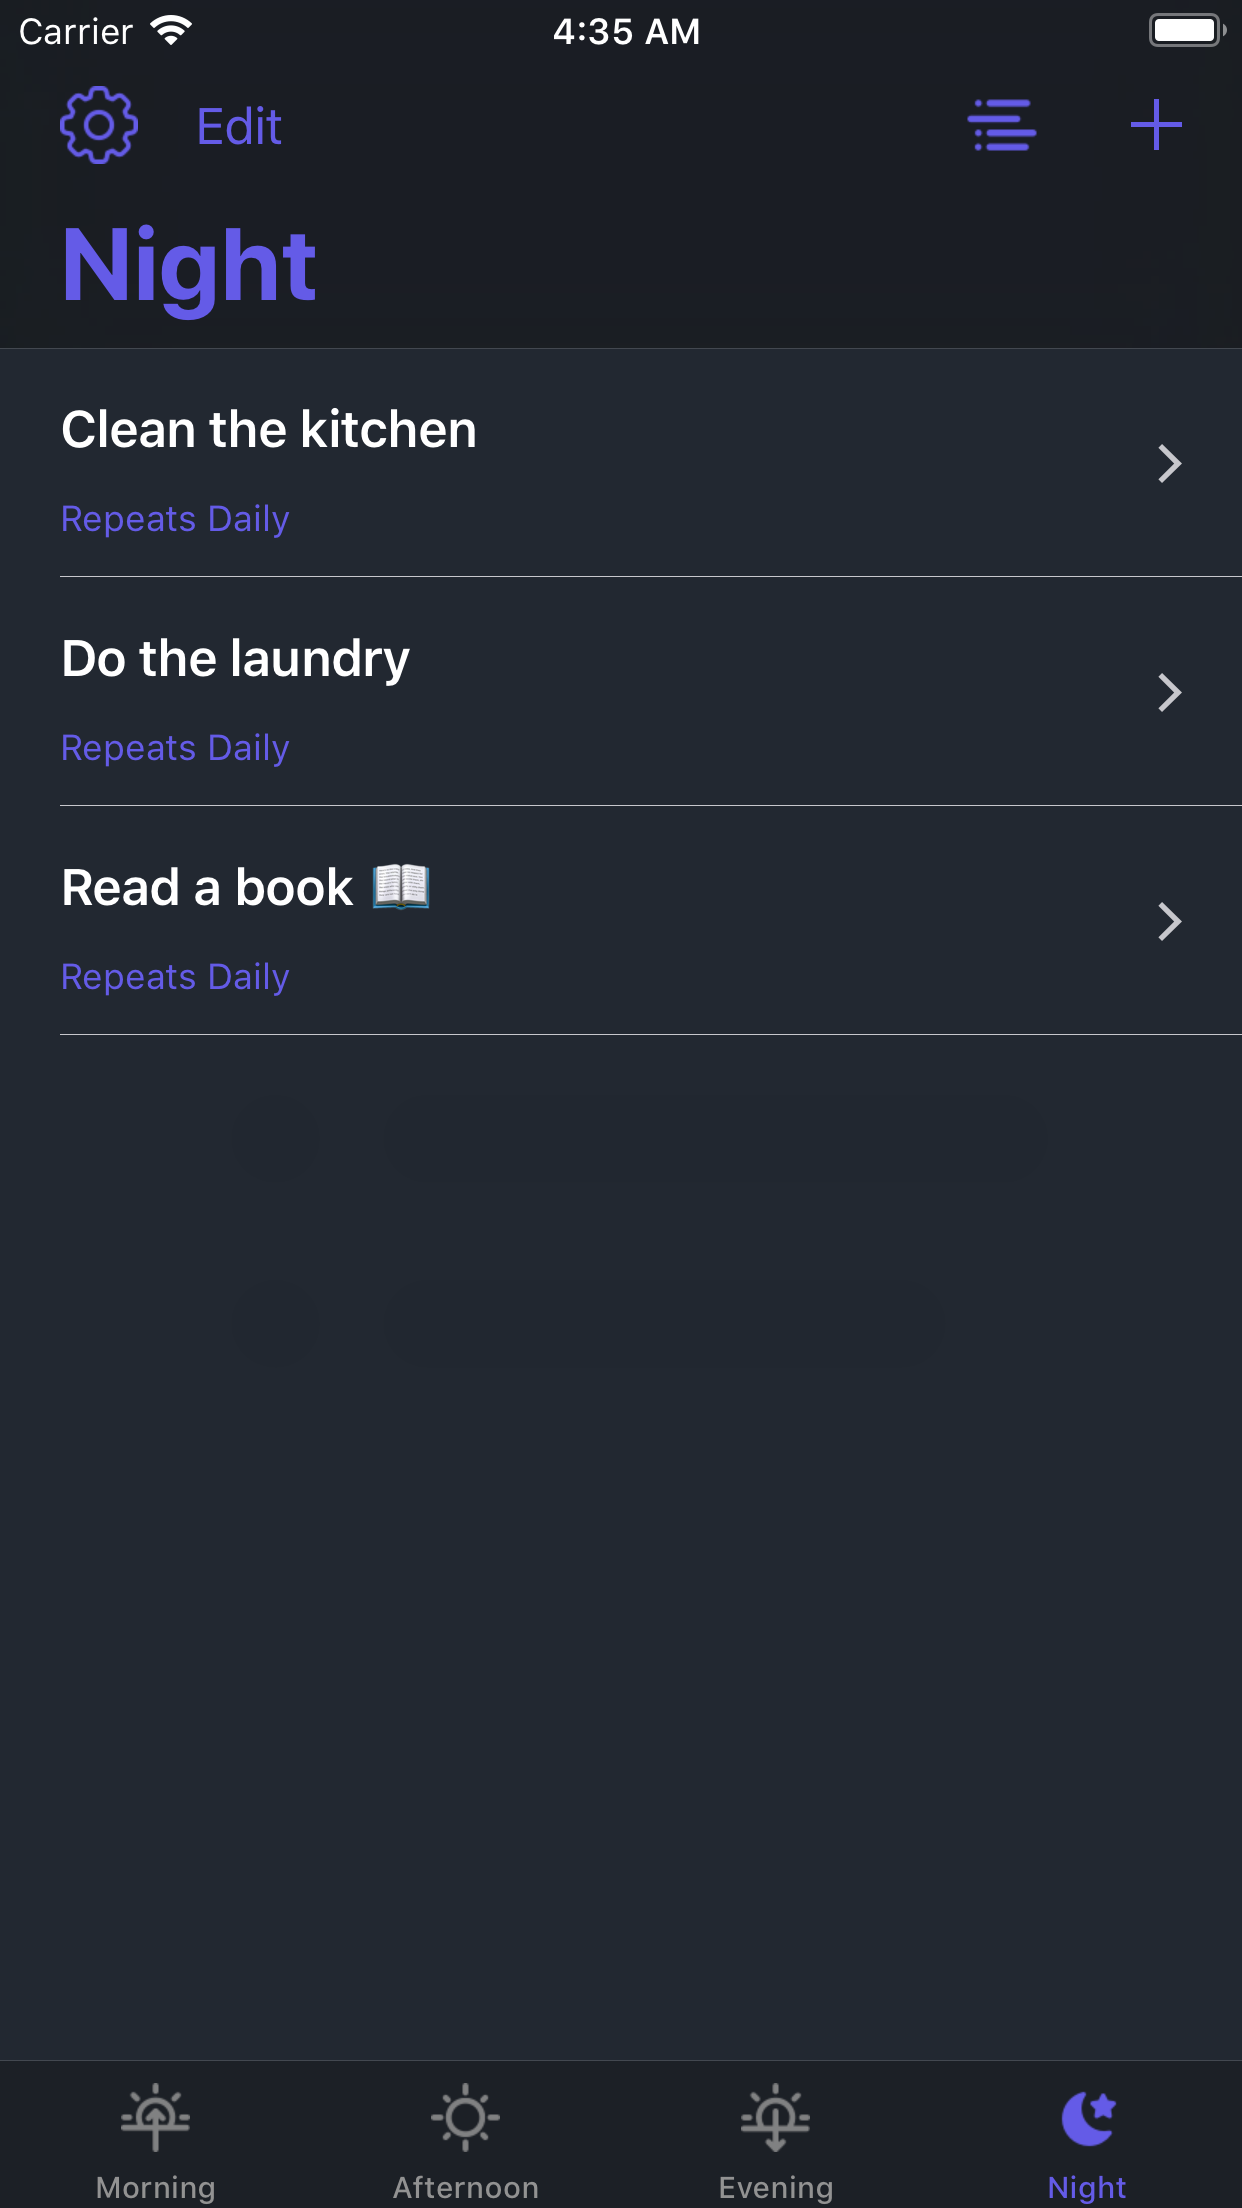 Carrier 4:35 AM
Edit
Night
Clean the kitchen
Repeats Daily
Do the laundry
Repeats Daily
Read a book 📖
Repeats Daily
Morning Afternoon Evening Night